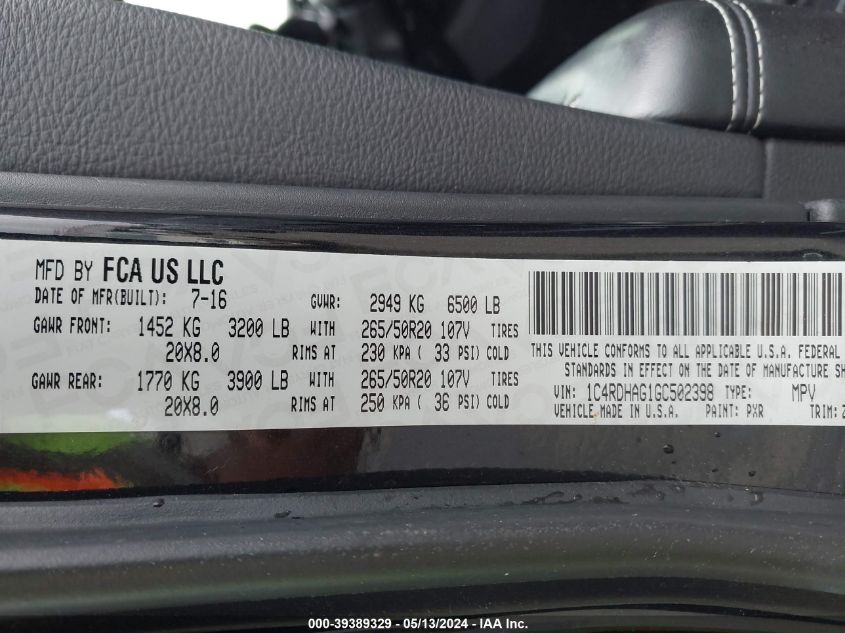 MFD BY FCA US LLC
DATE OF MFR(BUILT): 7-16 GVWR: 2949 KG 6500 LB
GAWR FRONT: 1452 KG 3200 LB WITH 265/50R20 107V TIRES
20X8.0 RIMS AT 230 KPA ( 33 PSI) COLD
GAWR REAR: 1770 KG 3900 LB WITH 265/50R20 107V TIRES
20X8.0 RIMS AT 250 KPA ( 36 PSI) COLD
THIS VEHICLE CONFORMS TO ALL APPLICABLE U.S.A. FEDERAL
STANDARDS IN EFFECT ON THE DATE OF MANUFACTURE
VIN: 1C4RDHAG1GC502398 TYPE: MPV
VEHICLE MADE IN U.S.A. PAINT: PXR TRIM:
000-39389329 - 05/13/2024 - IAA Inc.